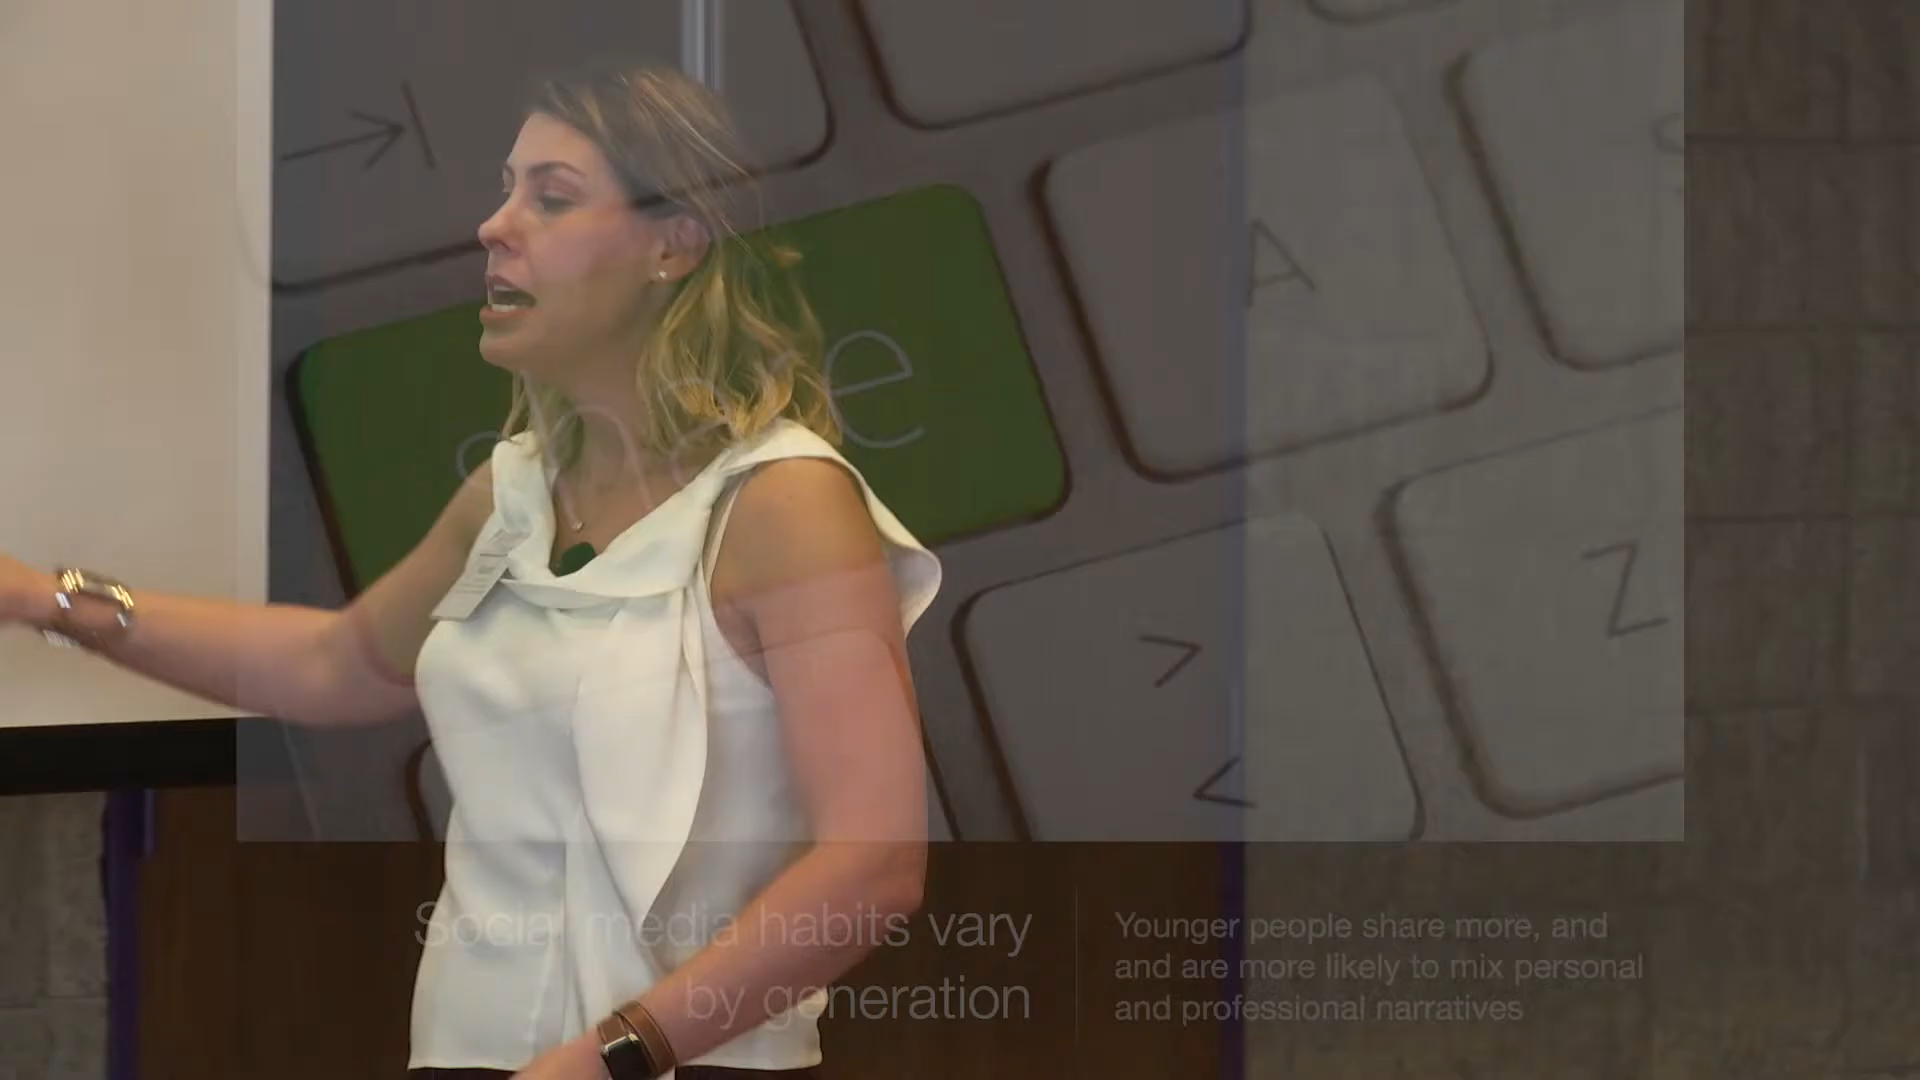 share
A
Z
>
<
Social media habits vary
by generation
Younger people share more, and
and are more likely to mix personal
and professional narratives